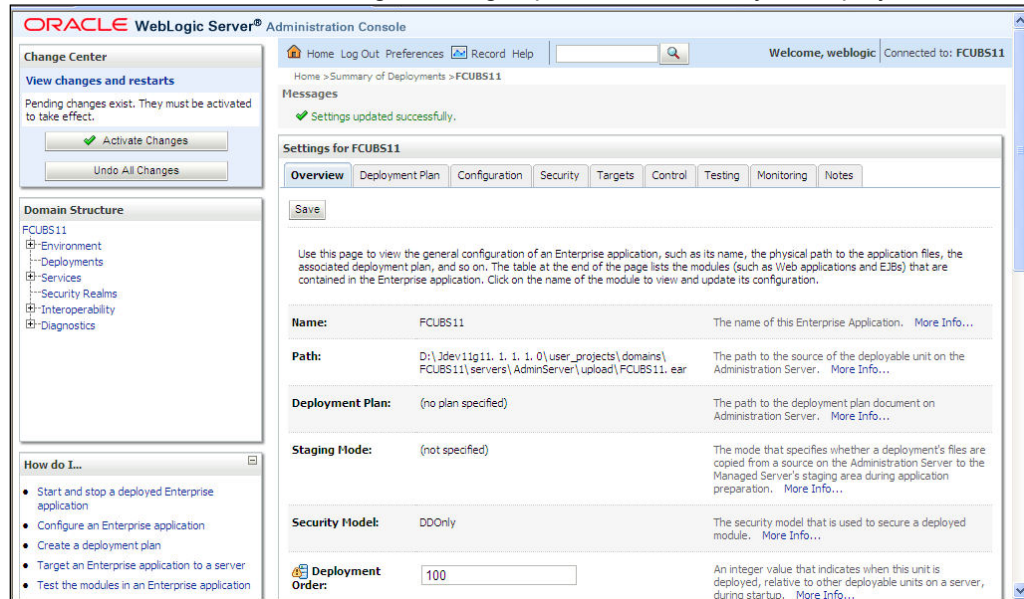 ORACLE WebLogic Server® Administration Console
Change Center
View changes and restarts
Pending changes exist. They must be activated
to take effect.
Activate Changes
Undo All Changes
Domain Structure
FCUBS11
Environment
Deployments
Services
Security Realms
Interoperability
Diagnostics
How do I...
Start and stop a deployed Enterprise
application
Configure an Enterprise application
Create a deployment plan
Target an Enterprise application to a server
Test the modules in an Enterprise application
Home Log Out Preferences Record Help
Welcome, weblogic Connected to: FCUBS11
Home >Summary of Deployments >FCUBS11
Messages
Settings updated successfully.
Settings for FCUBS11
Overview Deployment Plan Configuration Security Targets Control Testing Monitoring Notes
Save
Use this page to view the general configuration of an Enterprise application, such as its name, the physical path to the application files, the
associated deployment plan, and so on. The table at the end of the page lists the modules (such as Web applications and EJBs) that are
contained in the Enterprise application. Click on the name of the module to view and update its configuration.
Name: FCUBS11 The name of this Enterprise Application. More Info...
Path: D:\Jdev11g11. 1. 1. 1. 0\user_projects\domains\ The path to the source of the deployable unit on the
FCUBS11\servers\AdminServer\upload\FCUBS11. ear Administration Server. More Info...
Deployment Plan: (no plan specified) The path to the deployment plan document on
Administration Server. More Info...
Staging Mode: (not specified) The mode that specifies whether a deployment's files are
copied from a source on the Administration Server to the
Managed Server's staging area during application
preparation. More Info...
Security Model: DDOnly The security model that is used to secure a deployed
module. More Info...
Deployment Order: 100 An integer value that indicates when this unit is
deployed, relative to other deployable units on a server,
during startup. More Info...